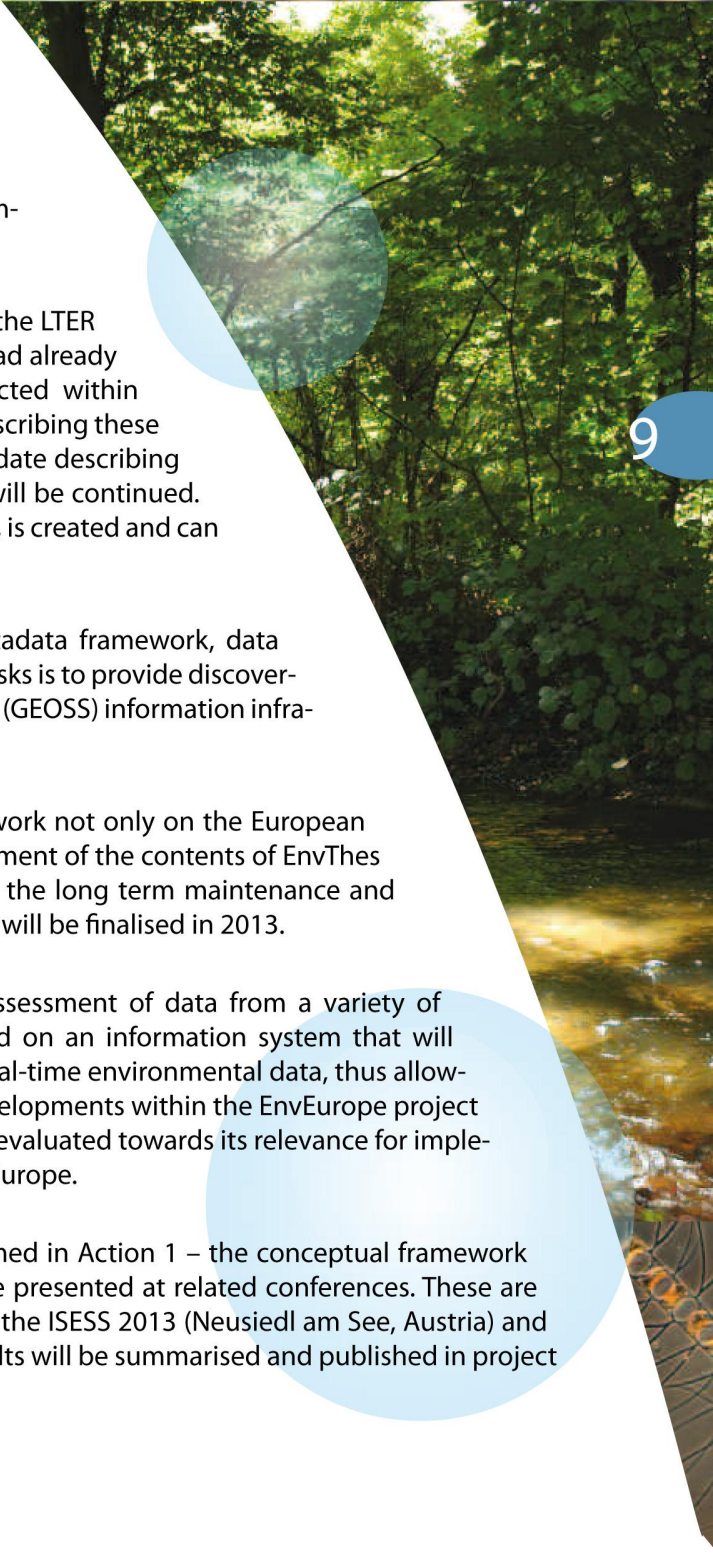 n-
the LTER
ad already
cted within
scribing these
date describing
will be continued.
is created and can
9
tadata framework, data
sks is to provide discover-
(GEOSS) information infra-
work not only on the European
ment of the contents of EnvThes
the long term maintenance and
will be finalised in 2013.
ssessment of data from a variety of
d on an information system that will
al-time environmental data, thus allow-
velopments within the EnvEurope project
evaluated towards its relevance for imple-
urope.
ned in Action 1 – the conceptual framework
e presented at related conferences. These are
the ISESS 2013 (Neusiedl am See, Austria) and
lts will be summarised and published in project